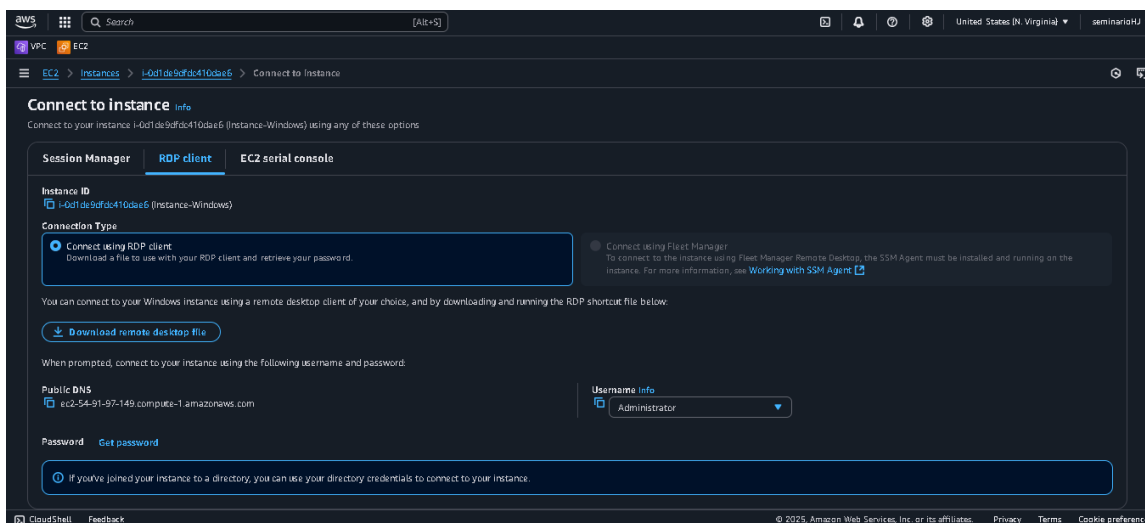 aws Search [Alt+S] United States (N. Virginia) seminarioHJ
VPC EC2
EC2 > Instances > i-0d1de9dfdc410dae6 > Connect to instance
Connect to instance Info
Connect to your instance i-0d1de9dfdc410dae6 (Instance-Windows) using any of these options
Session Manager RDP client EC2 serial console
Instance ID
i-0d1de9dfdc410dae6 (Instance-Windows)
Connection Type
Connect using RDP client
Download a file to use with your RDP client and retrieve your password.
Connect using Fleet Manager
To connect to the instance using Fleet Manager Remote Desktop, the SSM Agent must be installed and running on the
instance. For more information, see Working with SSM Agent
You can connect to your Windows instance using a remote desktop client of your choice, and by downloading and running the RDP shortcut file below:
Download remote desktop file
When prompted, connect to your instance using the following username and password:
Public DNS
ec2-54-91-97-149.compute-1.amazonaws.com
Username Info
Administrator
Password Get password
If you've joined your instance to a directory, you can use your directory credentials to connect to your instance.
CloudShell Feedback © 2025, Amazon Web Services, Inc. or its affiliates. Privacy Terms Cookie preferenc